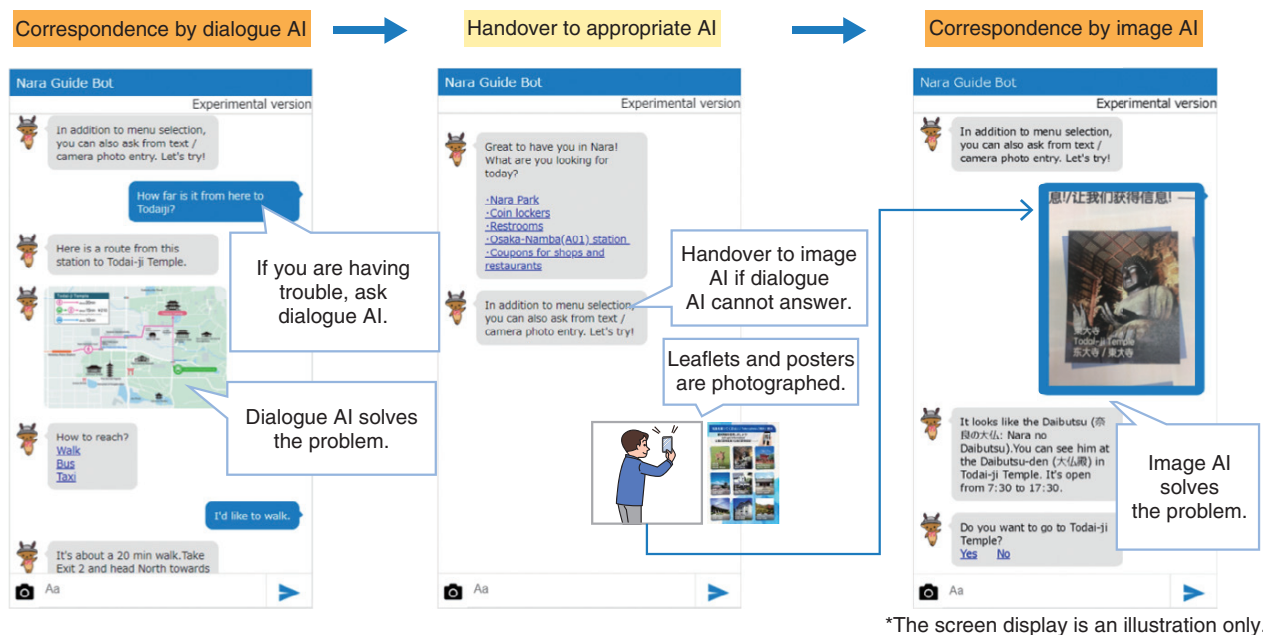 Correspondence by dialogue AI
Handover to appropriate AI
Correspondence by image AI
Nara Guide Bot
Experimental version
In addition to menu selection,
you can also ask from text /
camera photo entry. Let's try!
How far is it from here to
Todaiji?
If you are having
trouble, ask
dialogue AI.
Here is a route from this
station to Todai-ji Temple.
Todai-ji Temple
Dialogue AI solves
the problem.
How to reach?
Walk
Bus
Taxi
I'd like to walk.
It's about a 20 min walk.Take
Exit 2 and head North towards
Aa
Nara Guide Bot
Experimental version
Great to have you in Nara!
What are you looking for
today?
·Nara Park
·Coin lockers
·Restrooms
·Osaka-Namba(A01) station
·Coupons for shops and
restaurants
Handover to image
AI if dialogue
AI cannot answer.
In addition to menu selection,
you can also ask from text /
camera photo entry. Let's try!
Leaflets and posters
are photographed.
Aa
Nara Guide Bot
Experimental version
In addition to menu selection,
you can also ask from text /
camera photo entry. Let's try!
息!/让我们获得信息!
東大寺
Todai-ji Temple
东大寺 / 東大寺
It looks like the Daibutsu (奈
良の大仏: Nara no
Daibutsu).You can see him at
the Daibutsu-den (大仏殿) in
Todai-ji Temple. It's open
from 7:30 to 17:30.
Image AI
solves
the problem.
Do you want to go to Todai-ji
Temple?
Yes No
Aa
*The screen display is an illustration only.